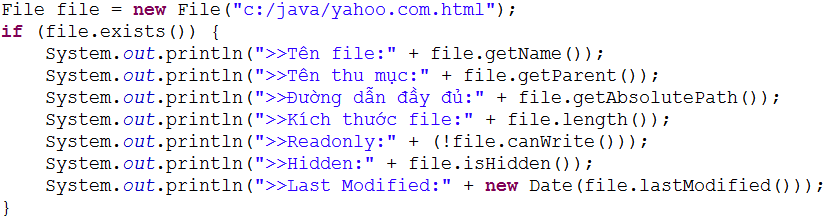 File file = new File("c:/java/yahoo.com.html");
if (file.exists()) {
    System.out.println(">>Tên file:" + file.getName());
    System.out.println(">>Tên thu mục:" + file.getParent());
    System.out.println(">>Đường dẫn đầy đủ:" + file.getAbsolutePath());
    System.out.println(">>Kích thước file:" + file.length());
    System.out.println(">>Readonly:" + (!file.canWrite()));
    System.out.println(">>Hidden:" + file.isHidden());
    System.out.println(">>Last Modified:" + new Date(file.lastModified()));
}